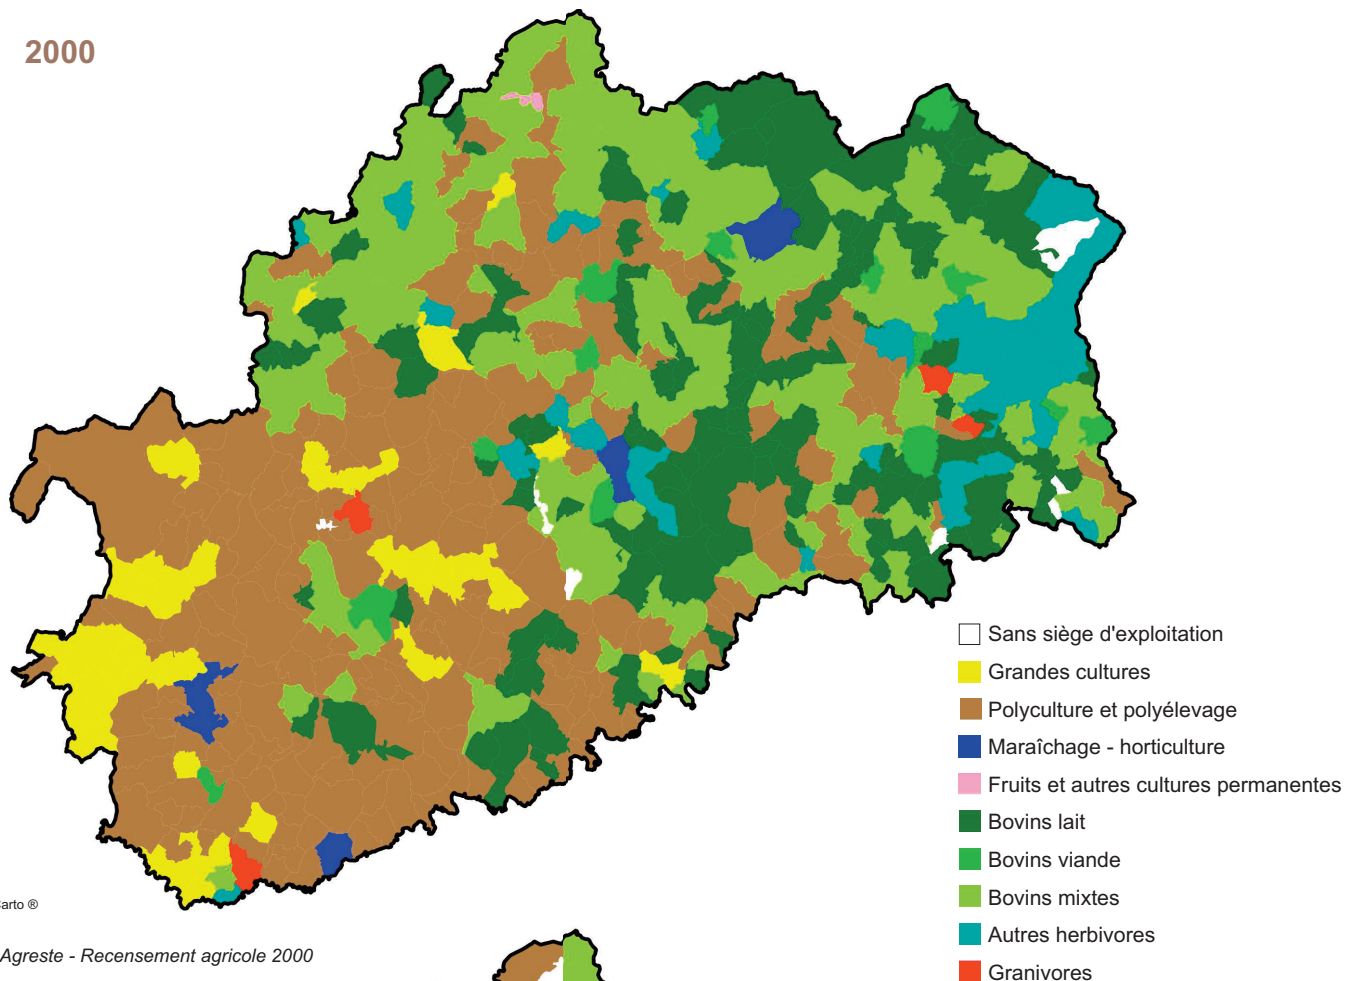 2000
Sans siège d'exploitation
Grandes cultures
Polyculture et polyélevage
Maraîchage - horticulture
Fruits et autres cultures permanentes
Bovins lait
Bovins viande
Bovins mixtes
Autres herbivores
Granivores
arto ®
Agreste - Recensement agricole 2000